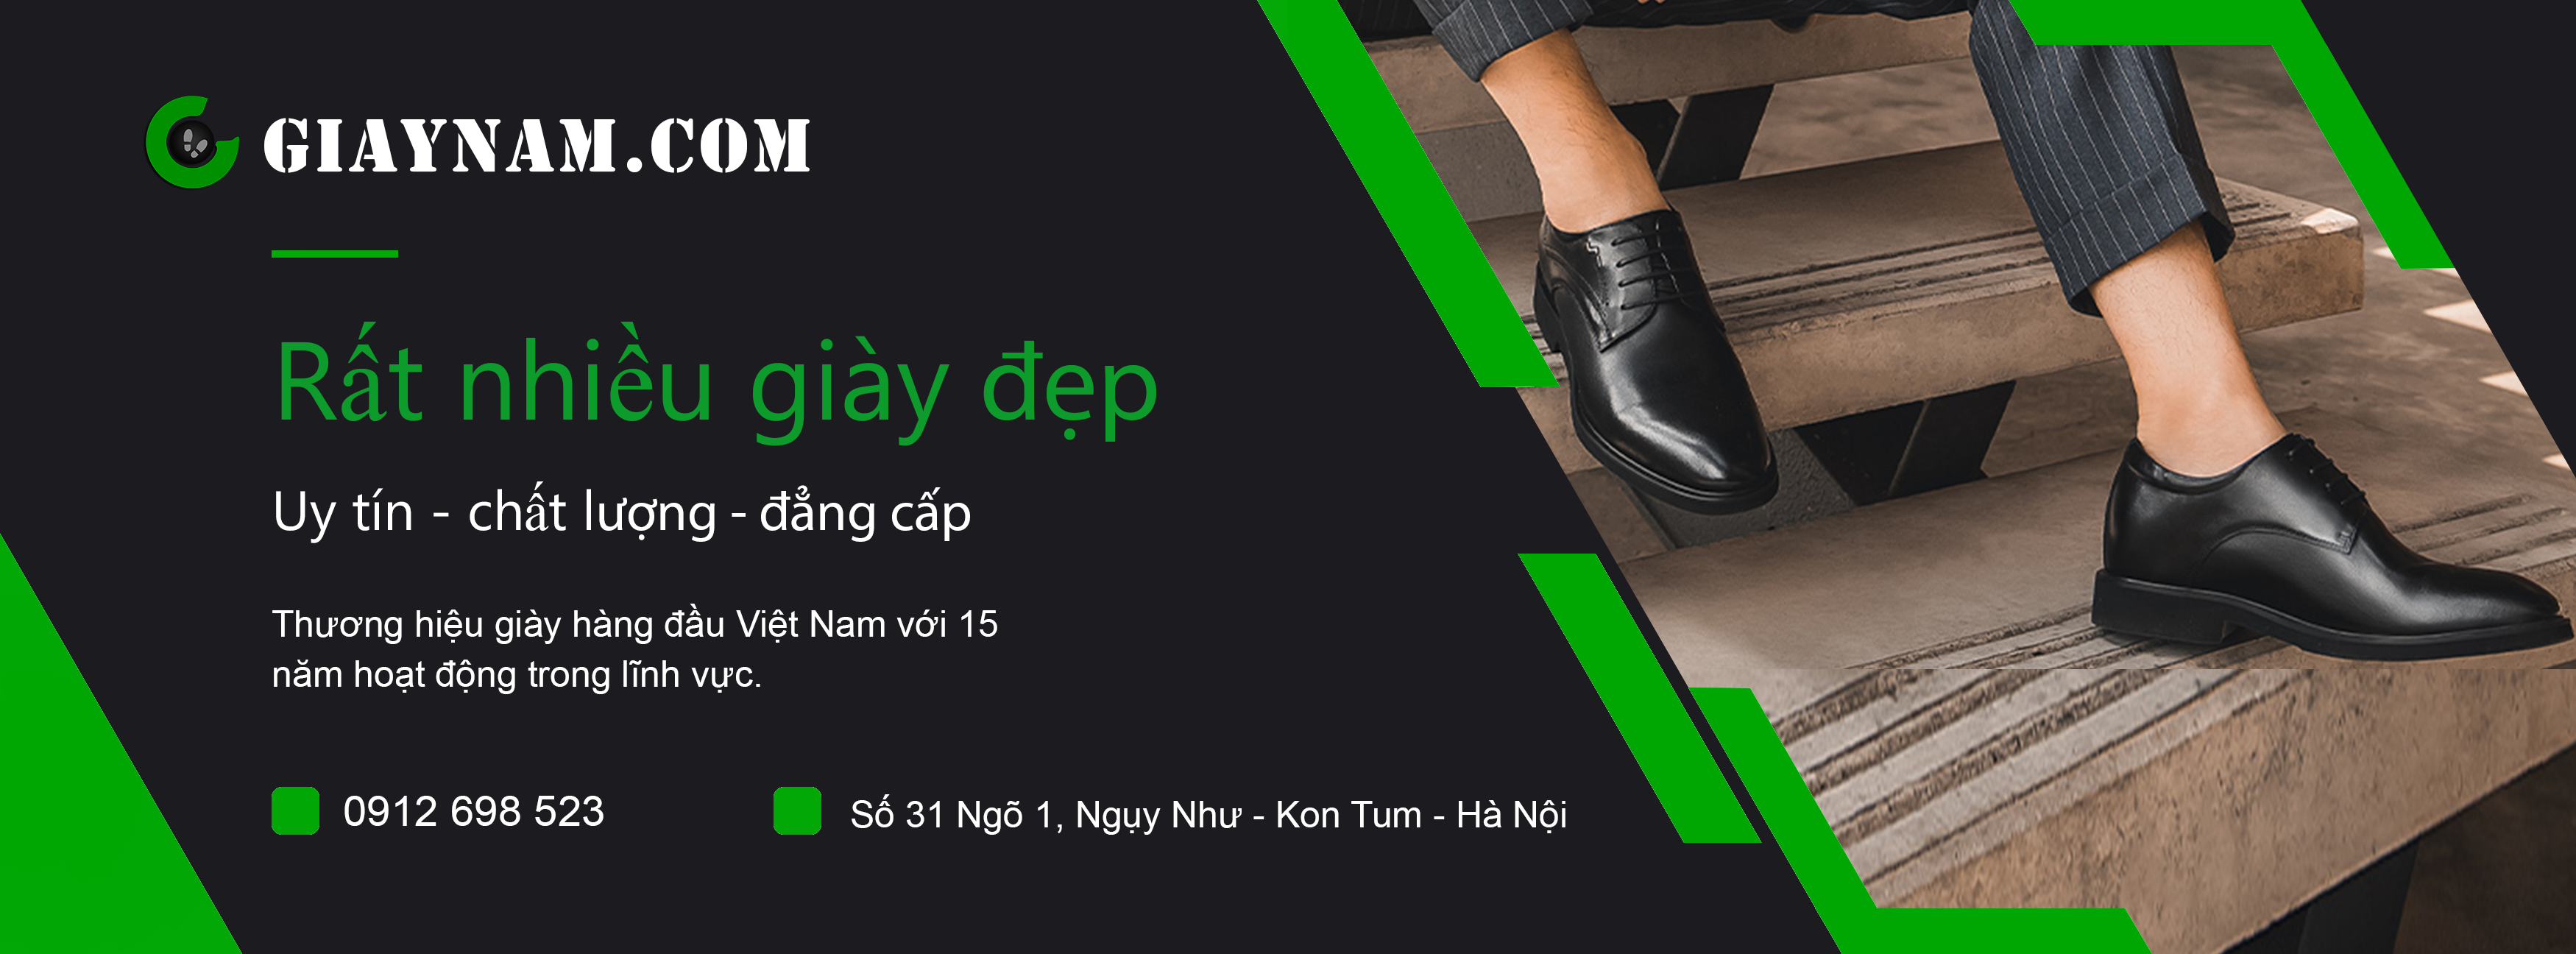 GIAYNAM.COM
Rất nhiều giày đẹp
Uy tín - chất lượng - đẳng cấp
Thương hiệu giày hàng đầu Việt Nam với 15
năm hoạt động trong lĩnh vực.
0912 698 523
Số 31 Ngõ 1, Ngụy Như - Kon Tum - Hà Nội